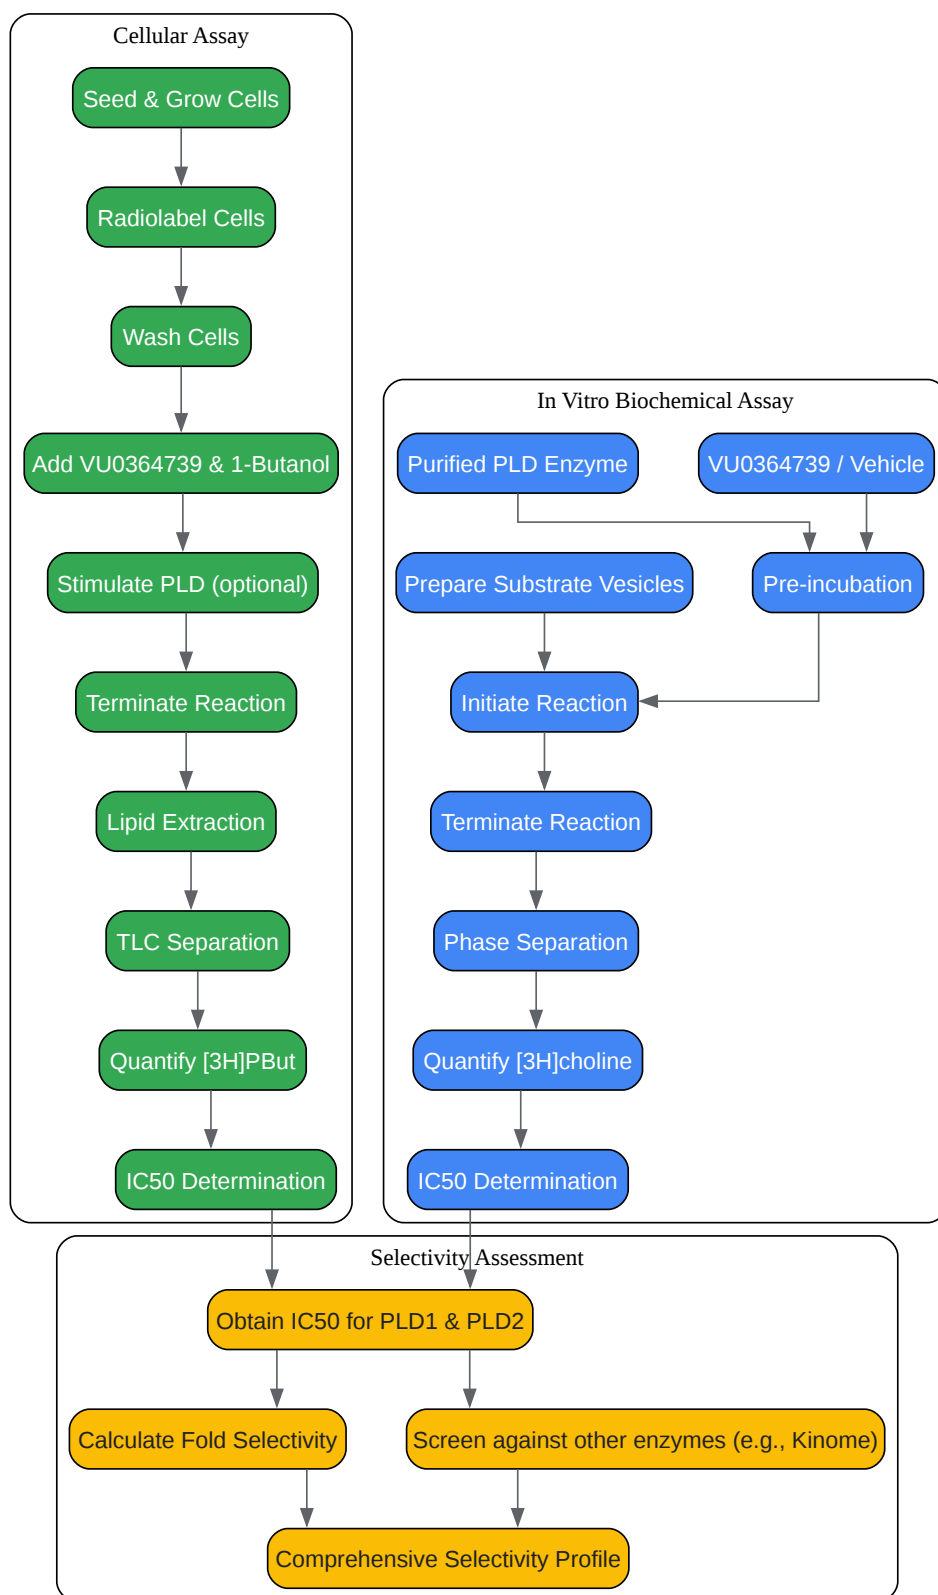 Cellular Assay
Seed & Grow Cells
Radiolabel Cells
Wash Cells
Add VU0364739 & 1-Butanol
Stimulate PLD (optional)
Terminate Reaction
Lipid Extraction
TLC Separation
Quantify [3H]PBut
IC50 Determination
In Vitro Biochemical Assay
Purified PLD Enzyme
VU0364739 / Vehicle
Prepare Substrate Vesicles
Pre-incubation
Initiate Reaction
Terminate Reaction
Phase Separation
Quantify [3H]choline
IC50 Determination
Selectivity Assessment
Obtain IC50 for PLD1 & PLD2
Calculate Fold Selectivity
Screen against other enzymes (e.g., Kinome)
Comprehensive Selectivity Profile